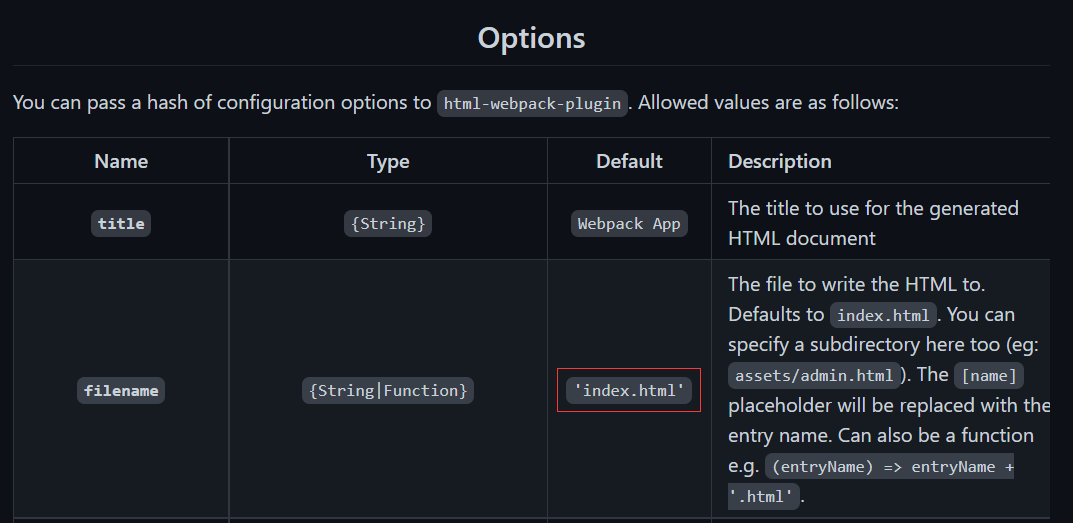 Options
You can pass a hash of configuration options to html-webpack-plugin. Allowed values are as follows:
Name Type Default Description
title {String} Webpack App The title to use for the generated
HTML document
The file to write the HTML to.
Defaults to index.html. You can
specify a subdirectory here too (eg:
filename {String|Function} 'index.html' assets/admin.html). The [name]
placeholder will be replaced with the
entry name. Can also be a function
e.g. (entryName) => entryName +
'.html'.